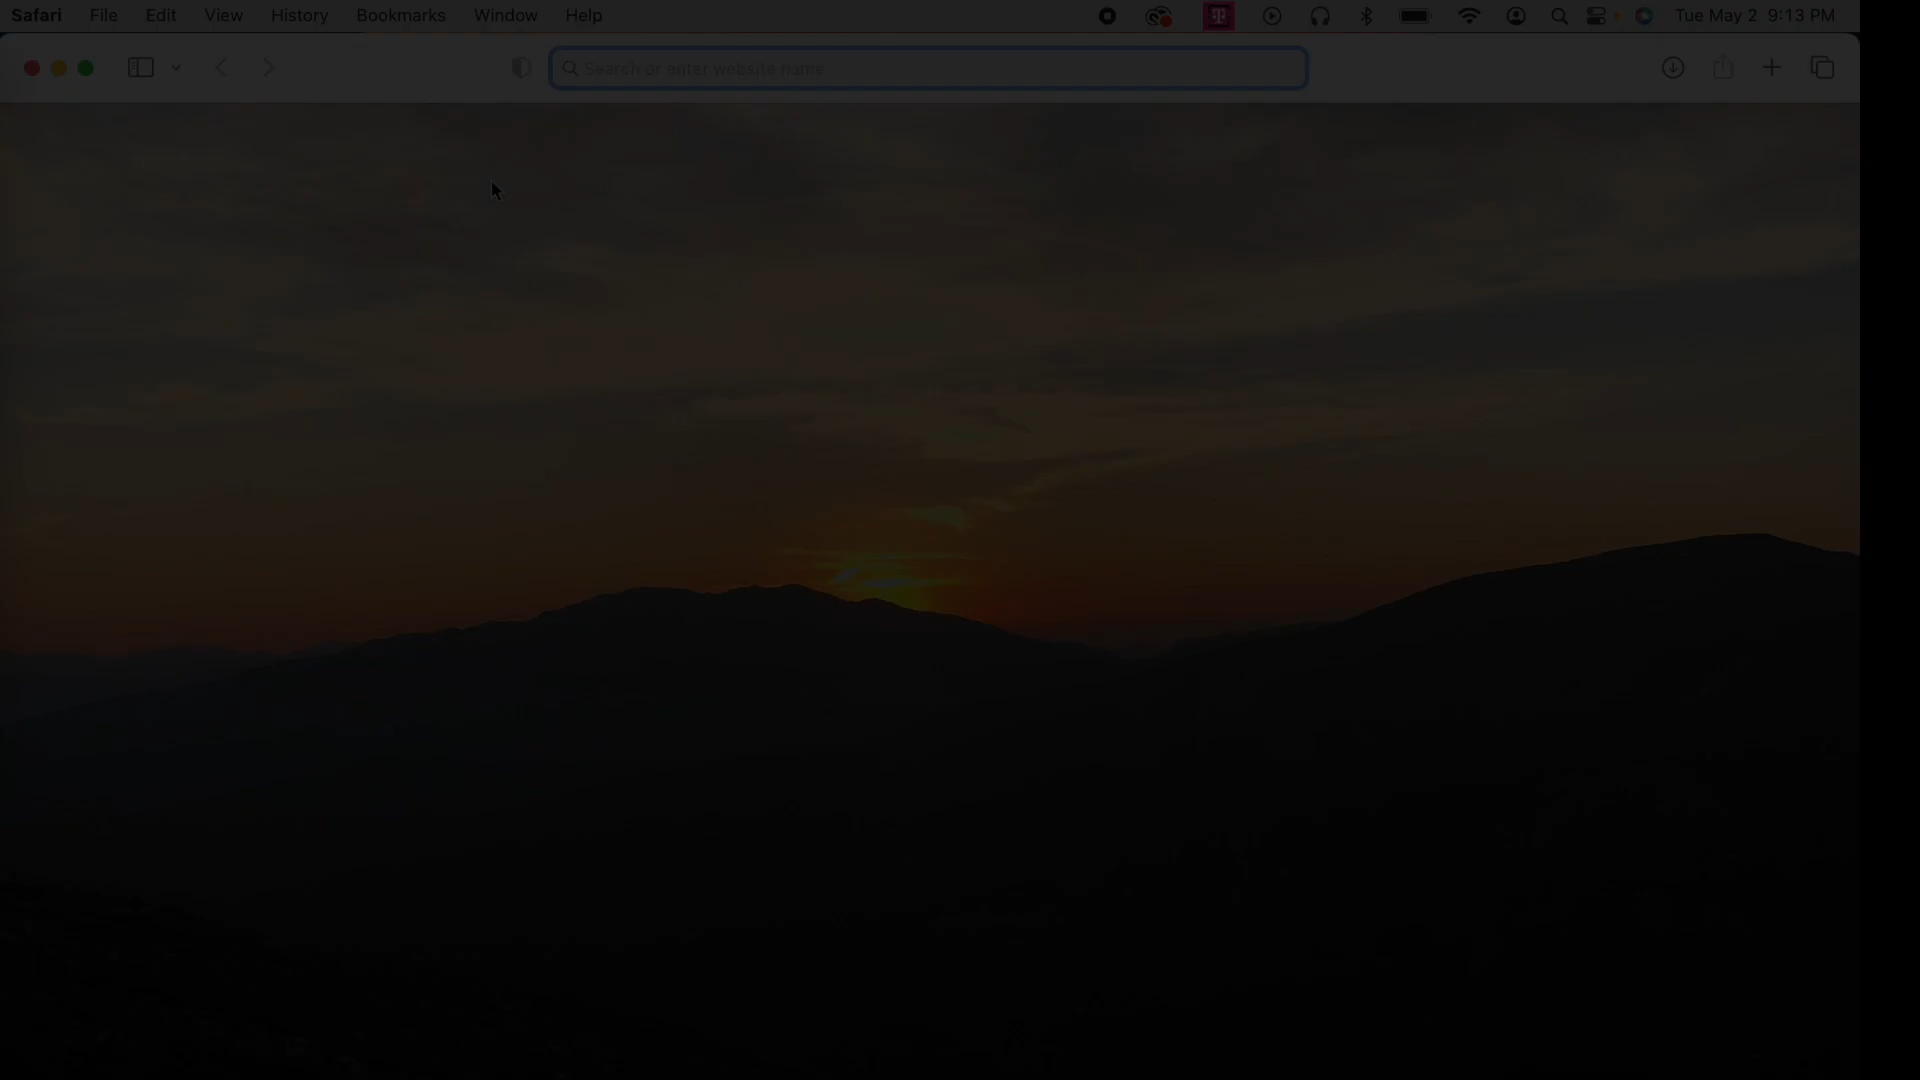 Safari File Edit View History Bookmarks Window Help Tue May 2 9:13 PM
Search or enter website name